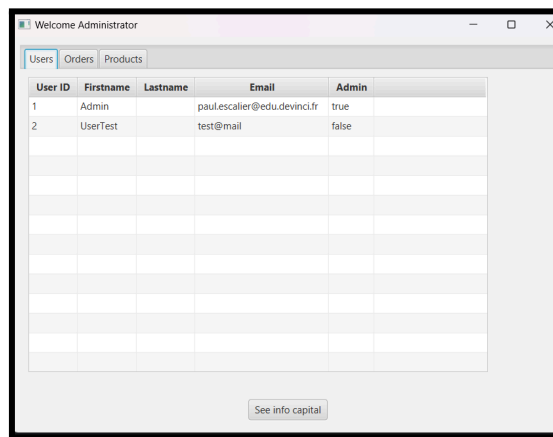 Welcome Administrator
Users Orders Products
User ID Firstname Lastname Email Admin
1 Admin paul.escalier@edu.devinci.fr true
2 UserTest test@mail false
See info capital